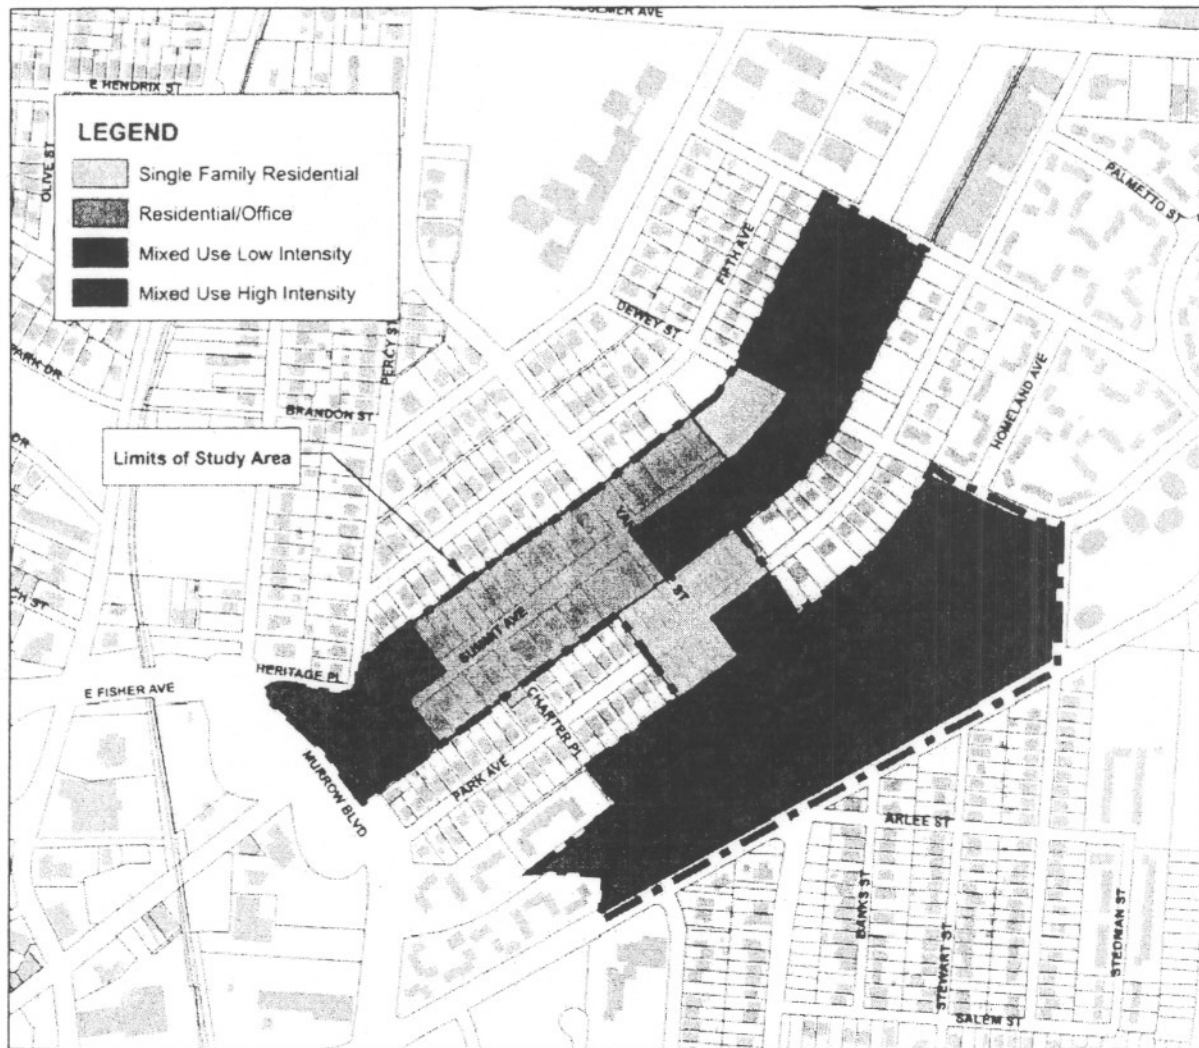 E HENDRIX ST
LEGEND
Single Family Residential
Residential/Office
Mixed Use Low Intensity
Mixed Use High Intensity
OLIVE ST
PALMETTO ST
FIFTH AVE
DEWEY ST
PERCY ST
PARK DR
BRANDON ST
HOMELAND AVE
DR
Limits of Study Area
ST
SUMMIT AVE
HERITAGE PL
E FISHER AVE
CHARTER PL
PARK AVE
MURROW BLVD
ARLEE ST
BANKS ST
STEWART ST
STEDMAN ST
SALEM ST